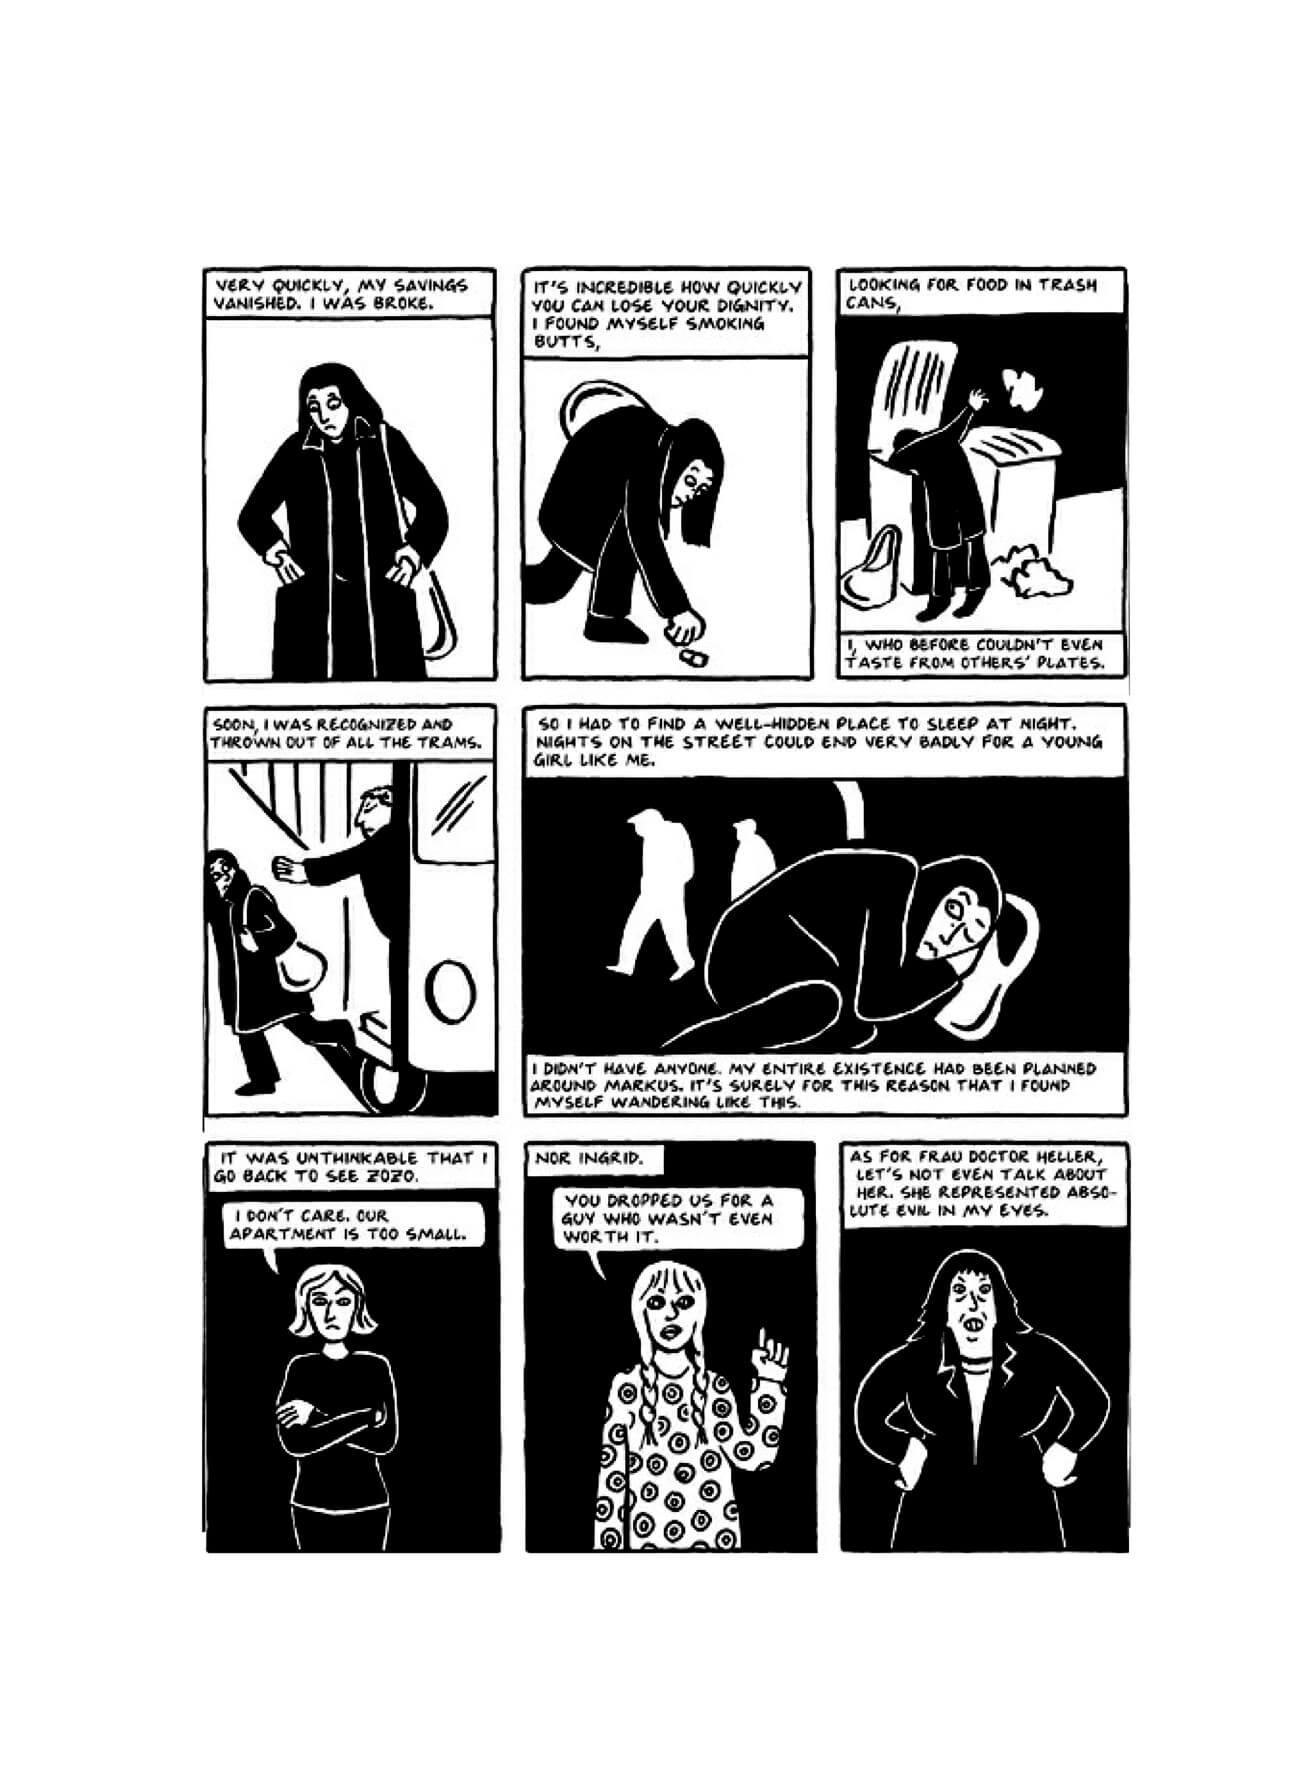 VERY QUICKLY, MY SAVINGS
VANISHED. I WAS BROKE.
IT'S INCREDIBLE HOW QUICKLY
YOU CAN LOSE YOUR DIGNITY.
I FOUND MYSELF SMOKING
BUTTS,
LOOKING FOR FOOD IN TRASH
CANS,
I, WHO BEFORE COULDN'T EVEN
TASTE FROM OTHERS' PLATES.
SOON, I WAS RECOGNIZED AND
THROWN OUT OF ALL THE TRAMS.
SO I HAD TO FIND A WELL-HIDDEN PLACE TO SLEEP AT NIGHT.
NIGHTS ON THE STREET COULD END VERY BADLY FOR A YOUNG
GIRL LIKE ME.
I DIDN'T HAVE ANYONE. MY ENTIRE EXISTENCE HAD BEEN PLANNED
AROUND MARKUS. IT'S SURELY FOR THIS REASON THAT I FOUND
MYSELF WANDERING LIKE THIS.
IT WAS UNTHINKABLE THAT I
GO BACK TO SEE ZOZO.
I DON'T CARE. OUR
APARTMENT IS TOO SMALL.
NOR INGRID.
YOU DROPPED US FOR A
GUY WHO WASN'T EVEN
WORTH IT.
AS FOR FRAU DOCTOR HELLER,
LET'S NOT EVEN TALK ABOUT
HER. SHE REPRESENTED ABSO-
LUTE EVIL IN MY EYES.